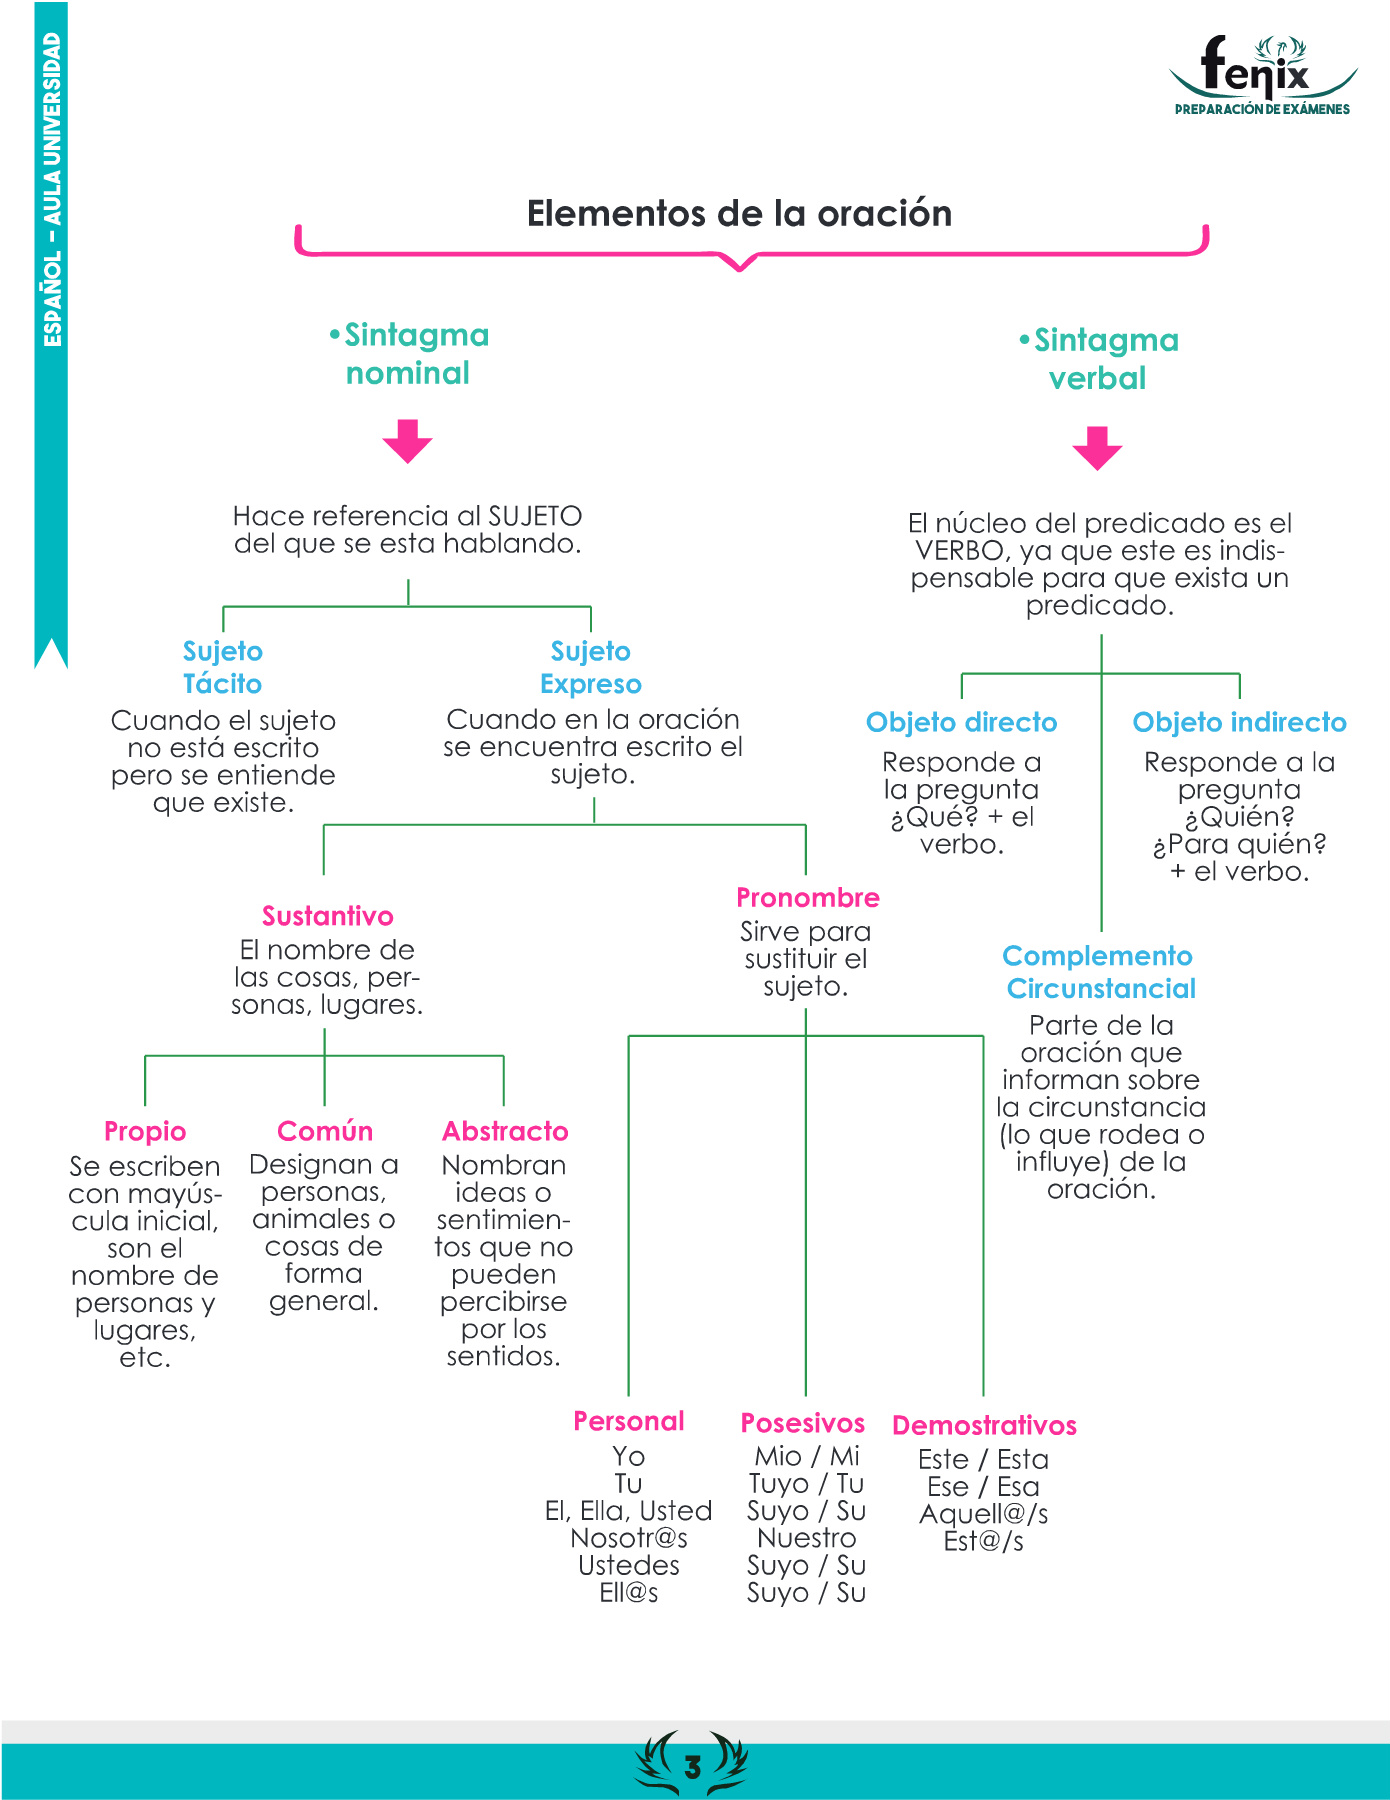 ESPAÑOL - AULA UNIVERSIDAD
fenix
PREPARACIÓN DE EXÁMENES
Elementos de la oración
•Sintagma
nominal
Hace referencia al SUJETO
del que se esta hablando.
Sujeto
Tácito
Cuando el sujeto
no está escrito
pero se entiende
que existe.
Sujeto
Expreso
Cuando en la oración
se encuentra escrito el
sujeto.
Sustantivo
El nombre de
las cosas, per-
sonas, lugares.
Propio
Se escriben
con mayús-
cula inicial,
son el
nombre de
personas y
lugares,
etc.
Común
Designan a
personas,
animales o
cosas de
forma
general.
Abstracto
Nombran
ideas o
sentimien-
tos que no
pueden
percibirse
por los
sentidos.
Pronombre
Sirve para
sustituir el
sujeto.
Personal
Yo
Tu
El, Ella, Usted
Nosotr@s
Ustedes
Ell@s
Posesivos
Mio / Mi
Tuyo / Tu
Suyo / Su
Nuestro
Suyo / Su
Suyo / Su
Demostrativos
Este / Esta
Ese / Esa
Aquell@/s
Est@/s
•Sintagma
verbal
El núcleo del predicado es el
VERBO, ya que este es indis-
pensable para que exista un
predicado.
Objeto directo
Responde a
la pregunta
¿Qué? + el
verbo.
Objeto indirecto
Responde a la
pregunta
¿Quién?
¿Para quién?
+ el verbo.
Complemento
Circunstancial
Parte de la
oración que
informan sobre
la circunstancia
(lo que rodea o
influye) de la
oración.
3